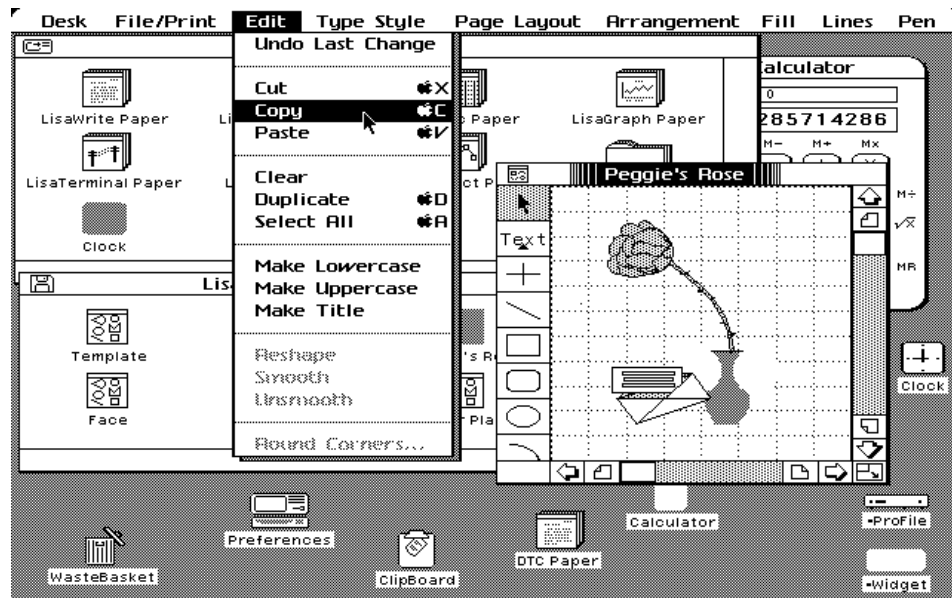 Desk File/Print Edit Type Style Page Layout Arrangement Fill Lines Pen
Undo Last Change
Cut X
Copy C
Paste V
Clear
Duplicate D
Select All A
Make Lowercase
Make Uppercase
Make Title
Reshape
Smooth
Unsmooth
Round Corners...
LisaWrite Paper
Paper
LisaGraph Paper
LisaTerminal Paper
Clock
Calculator
0
285714286
M- M+ Mx
M÷
√x
MR
Peggie's Rose
Text
Template
Face
Clock
Preferences
WasteBasket
ClipBoard
DTC Paper
Calculator
-ProFile
-Widget